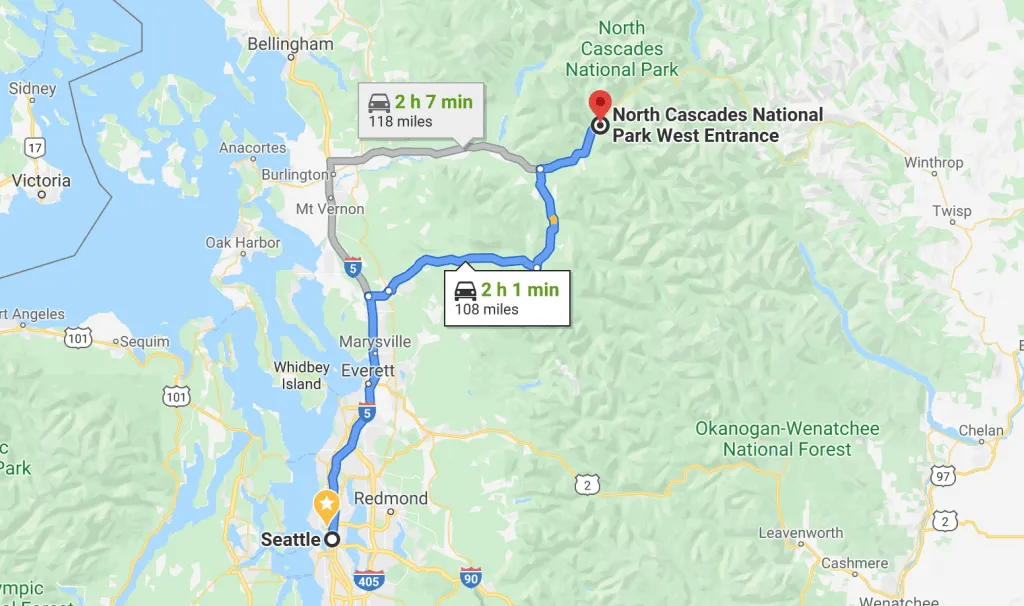 North
Cascades
National Park
Bellingham
Sidney
2 h 7 min
118 miles
North Cascades National
Park West Entrance
17
Anacortes
Victoria
Burlington
Winthrop
Mt Vernon
Twisp
Oak Harbor
5
2 h 1 min
108 miles
rt Angeles
101
Sequim
Marysville
Whidbey
Island
Everett
101
5
Okanogan-Wenatchee
National Forest
Chelan
c
Park
2
97
Redmond
2
Seattle
Leavenworth
405
90
Cashmere
ympic
Wenatchee